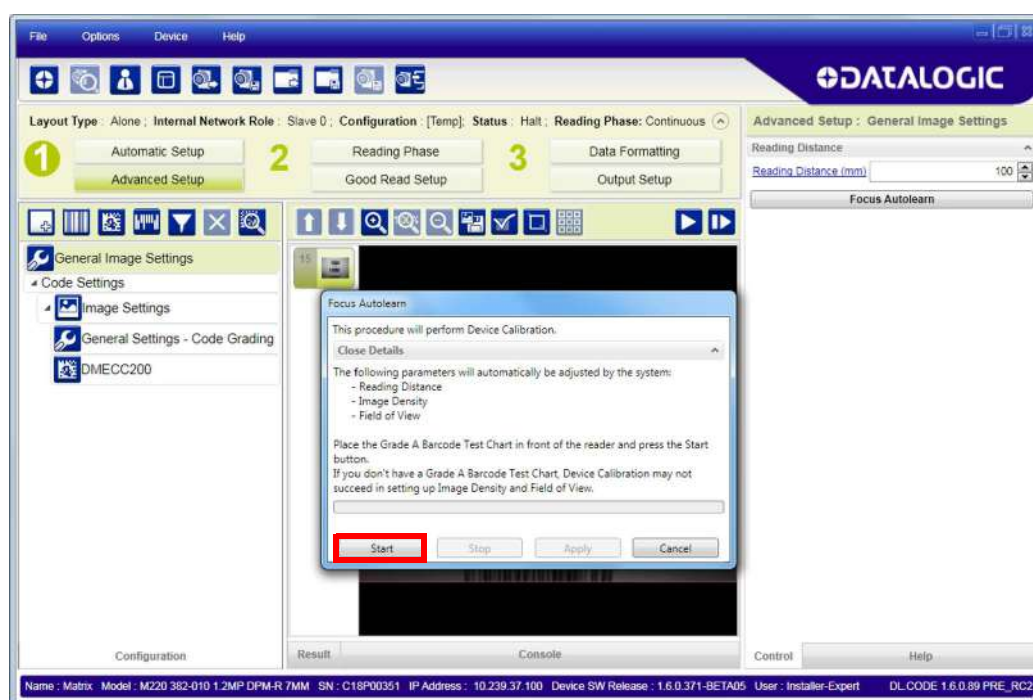 File Options Device Help
DATALOGIC
Layout Type : Alone ; Internal Network Role : Slave 0 ; Configuration : [Temp]; Status : Halt ; Reading Phase: Continuous
1 Automatic Setup
Advanced Setup
2 Reading Phase
Good Read Setup
3 Data Formatting
Output Setup
Advanced Setup : General Image Settings
Reading Distance
Reading Distance (mm) 100
Focus Autolearn
General Image Settings
Code Settings
Image Settings
General Settings - Code Grading
DMECC200
15
Focus Autolearn
This procedure will perform Device Calibration.
Close Details
The following parameters will automatically be adjusted by the system:
- Reading Distance
- Image Density
- Field of View
Place the Grade A Barcode Test Chart in front of the reader and press the Start
button.
If you don't have a Grade A Barcode Test Chart, Device Calibration may not
succeed in setting up Image Density and Field of View.
Start Stop Apply Cancel
Configuration
Result Console
Control Help
Name : Matrix Model : M220 382-010 1.2MP DPM-R 7MM SN : C18P00351 IP Address : 10.239.37.100 Device SW Release : 1.6.0.371-BETA05 User : Installer-Expert DL.CODE 1.6.0.89 PRE_RC